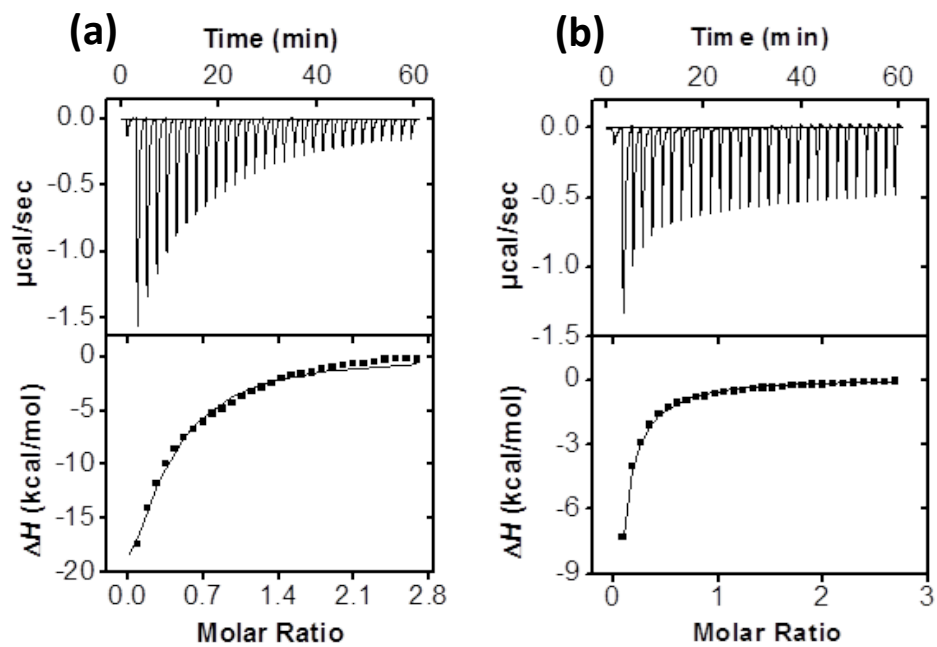 (a)
Time (min)
0 20 40 60
0.0
-0.5
-1.0
-1.5
µcal/sec
0
-5
-10
-15
-20
ΔH (kcal/mol)
0.0 0.7 1.4 2.1 2.8
Molar Ratio
(b)
Time (min)
0 20 40 60
0.0
-0.5
-1.0
-1.5
µcal/sec
0
-3
-6
-9
ΔH (kcal/mol)
0 1 2 3
Molar Ratio